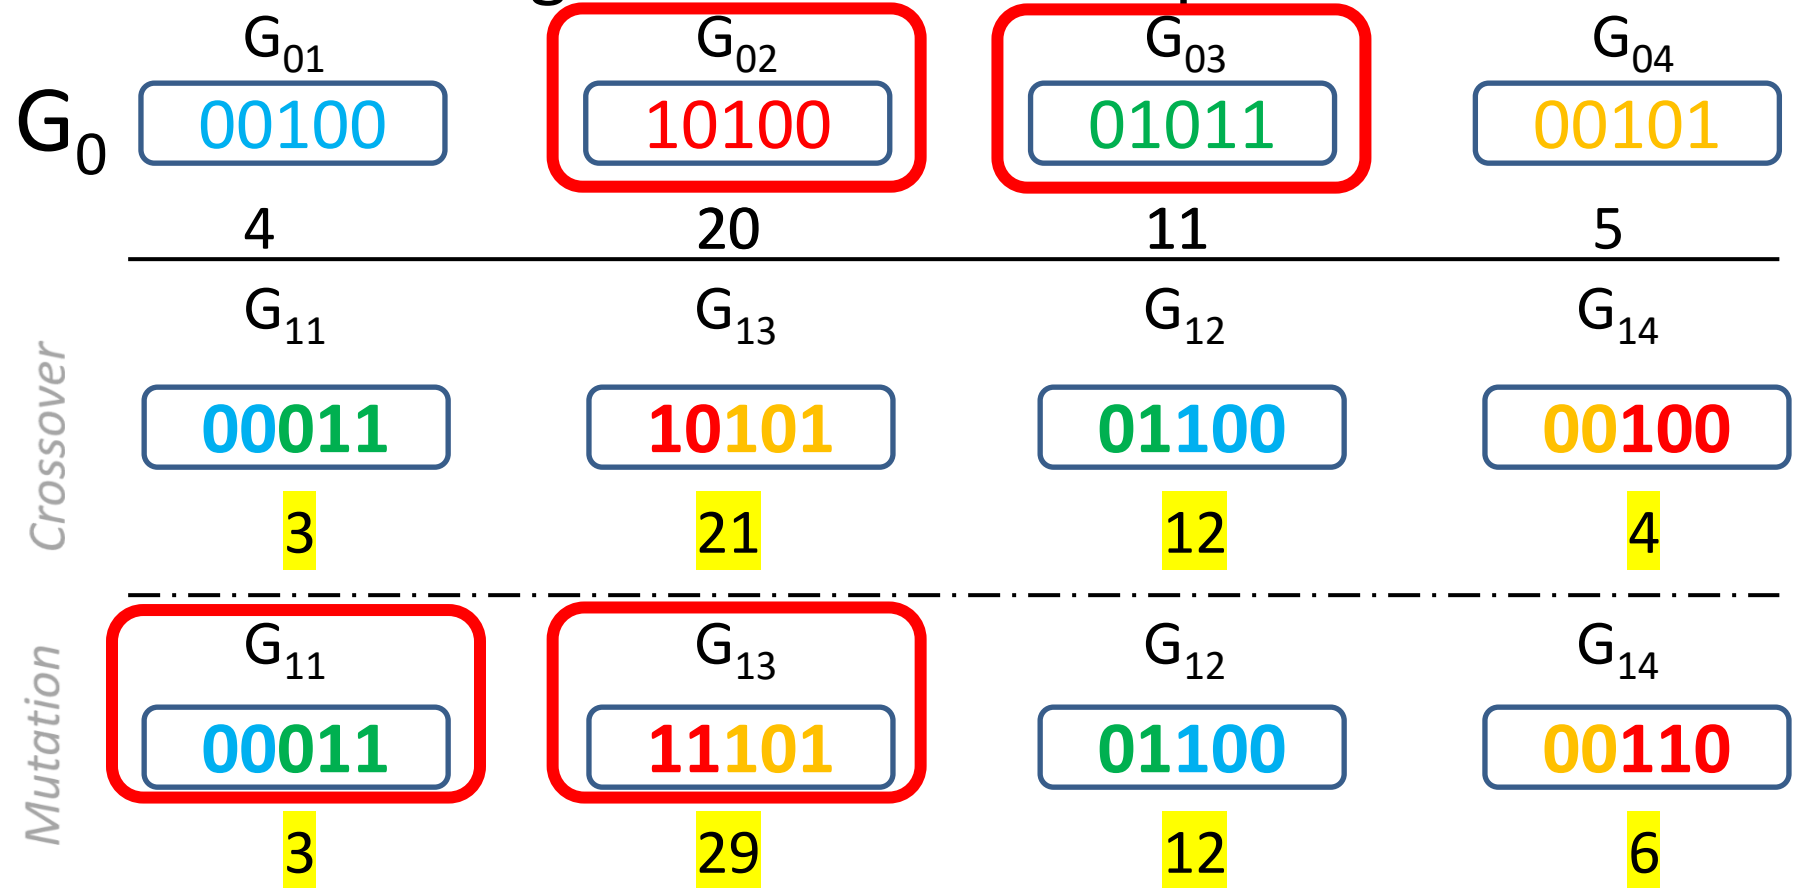 G01 G02 G03 G04
G0 00100 10100 01011 00101
4 20 11 5
G11 G13 G12 G14
Crossover
00011 10101 01100 00100
3 21 12 4
G11 G13 G12 G14
Mutation
00011 11101 01100 00110
3 29 12 6